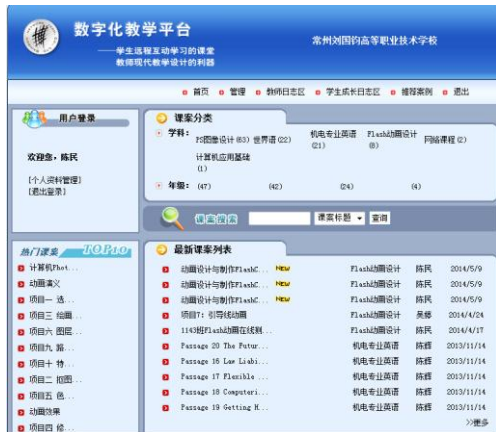 数字化教学平台
——学生远程互动学习的课堂
教师现代教学设计的利器
常州刘国钧高等职业技术学校
首页 管理 教师日志区 学生成长日志区 推荐案例 退出
用户登录
欢迎您,陈民
[个人资料管理]
[退出登录]
课案分类
学科: PS图像设计(63) 世界语(22) 机电专业英语(21) Flash动画设计(8) 网络课程(2)
计算机应用基础(1)
年级: (47) (42) (24) (4)
课案搜索 课案标题 查询
热门课案 TOP10
计算机Phot...
动画演义
项目一 选...
项目三 绘画...
项目六 图层...
项目九 路...
项目十 特...
项目二 抠图...
项目五 色...
动画效果
项目四 修...
最新课案列表
动画设计与制作FlashC... NEW Flash动画设计 陈民 2014/5/9
动画设计与制作FlashC... NEW Flash动画设计 陈民 2014/5/9
动画设计与制作FlashC... NEW Flash动画设计 陈民 2014/5/9
项目7:引导线动画 Flash动画设计 2014/4/24
1143班Flash动画在线测... Flash动画设计 陈民 2014/4/17
Passage 20 The Futur... 机电专业英语 陈辉 2013/11/14
Passage 16 Law Liabi... 机电专业英语 陈辉 2013/11/14
Passage 17 Flexible ... 机电专业英语 陈辉 2013/11/14
Passage 18 Computeri... 机电专业英语 陈辉 2013/11/14
Passage 19 Getting H... 机电专业英语 陈辉 2013/11/14
>>更多